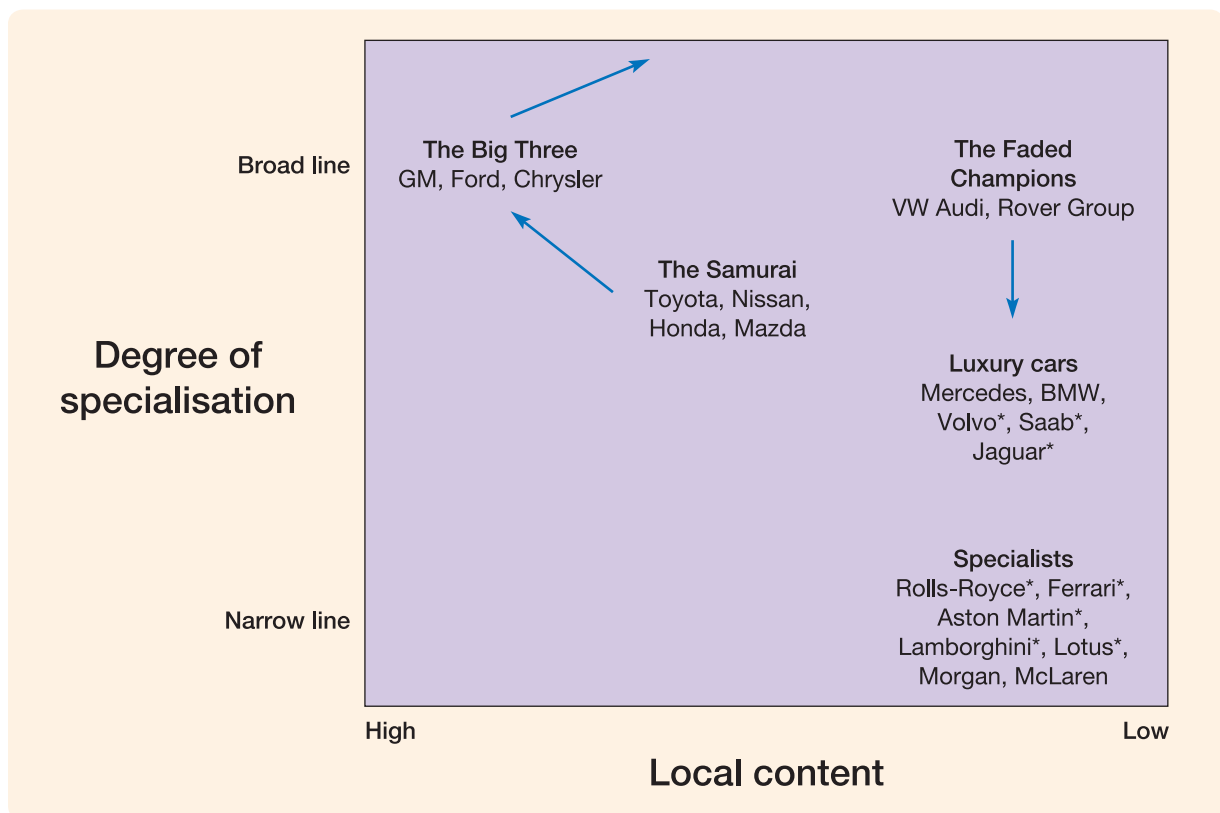 Broad line
The Big Three
GM, Ford, Chrysler
The Faded
Champions
VW Audi, Rover Group
The Samurai
Toyota, Nissan,
Honda, Mazda
Degree of
specialisation
Luxury cars
Mercedes, BMW,
Volvo*, Saab*,
Jaguar*
Specialists
Rolls-Royce*, Ferrari*,
Aston Martin*,
Lamborghini*, Lotus*,
Morgan, McLaren
Narrow line
High
Low
Local content